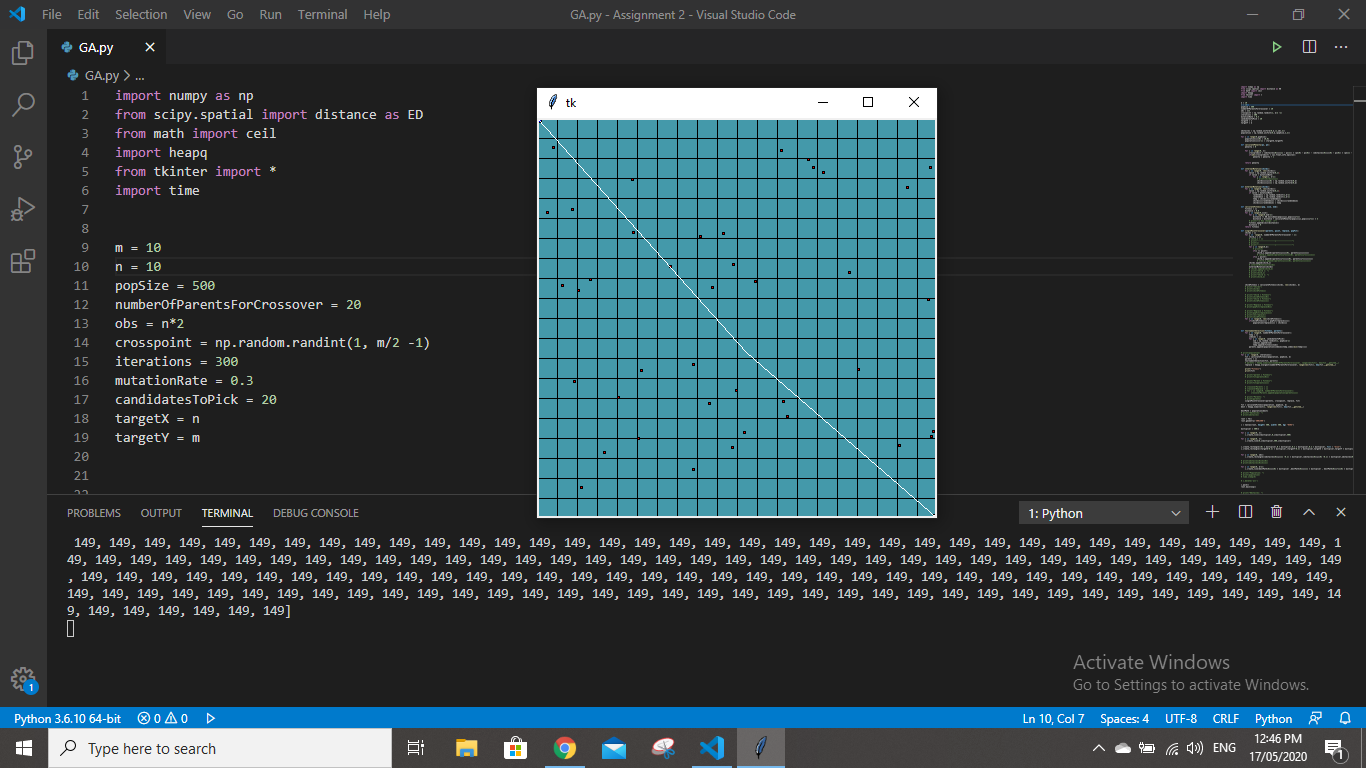 File Edit Selection View Go Run Terminal Help GA.py - Assignment 2 - Visual Studio Code
GA.py
GA.py > ...
1 import numpy as np
2 from scipy.spatial import distance as ED
3 from math import ceil
4 import heapq
5 from tkinter import *
6 import time
7
8
9 m = 10
10 n = 10
11 popSize = 500
12 numberOfParentsForCrossover = 20
13 obs = n*2
14 crosspoint = np.random.randint(1, m/2 -1)
15 iterations = 300
16 mutationRate = 0.3
17 candidatesToPick = 20
18 targetX = n
19 targetY = m
20
21
22
tk
PROBLEMS OUTPUT TERMINAL DEBUG CONSOLE 1: Python
149, 149, 149, 149, 149, 149, 149, 149, 149, 149, 149, 149, 149, 149, 149, 149, 149, 149, 149, 149, 149, 149, 149, 149, 149, 149, 149, 149, 149, 149, 149, 149, 149, 149, 149, 149, 1
49, 149, 149, 149, 149, 149, 149, 149, 149, 149, 149, 149, 149, 149, 149, 149, 149, 149, 149, 149, 149, 149, 149, 149, 149, 149, 149, 149, 149, 149, 149, 149, 149, 149, 149, 149, 149
, 149, 149, 149, 149, 149, 149, 149, 149, 149, 149, 149, 149, 149, 149, 149, 149, 149, 149, 149, 149, 149, 149, 149, 149, 149, 149, 149, 149, 149, 149, 149, 149, 149, 149, 149, 149,
149, 149, 149, 149, 149, 149, 149, 149, 149, 149, 149, 149, 149, 149, 149, 149, 149, 149, 149, 149, 149, 149, 149, 149, 149, 149, 149, 149, 149, 149, 149, 149, 149, 149, 149, 149, 14
9, 149, 149, 149, 149, 149, 149]
Activate Windows
Go to Settings to activate Windows.
1
Python 3.6.10 64-bit 0 0 Ln 10, Col 7 Spaces: 4 UTF-8 CRLF Python
Type here to search ENG 12:46 PM
17/05/2020 1